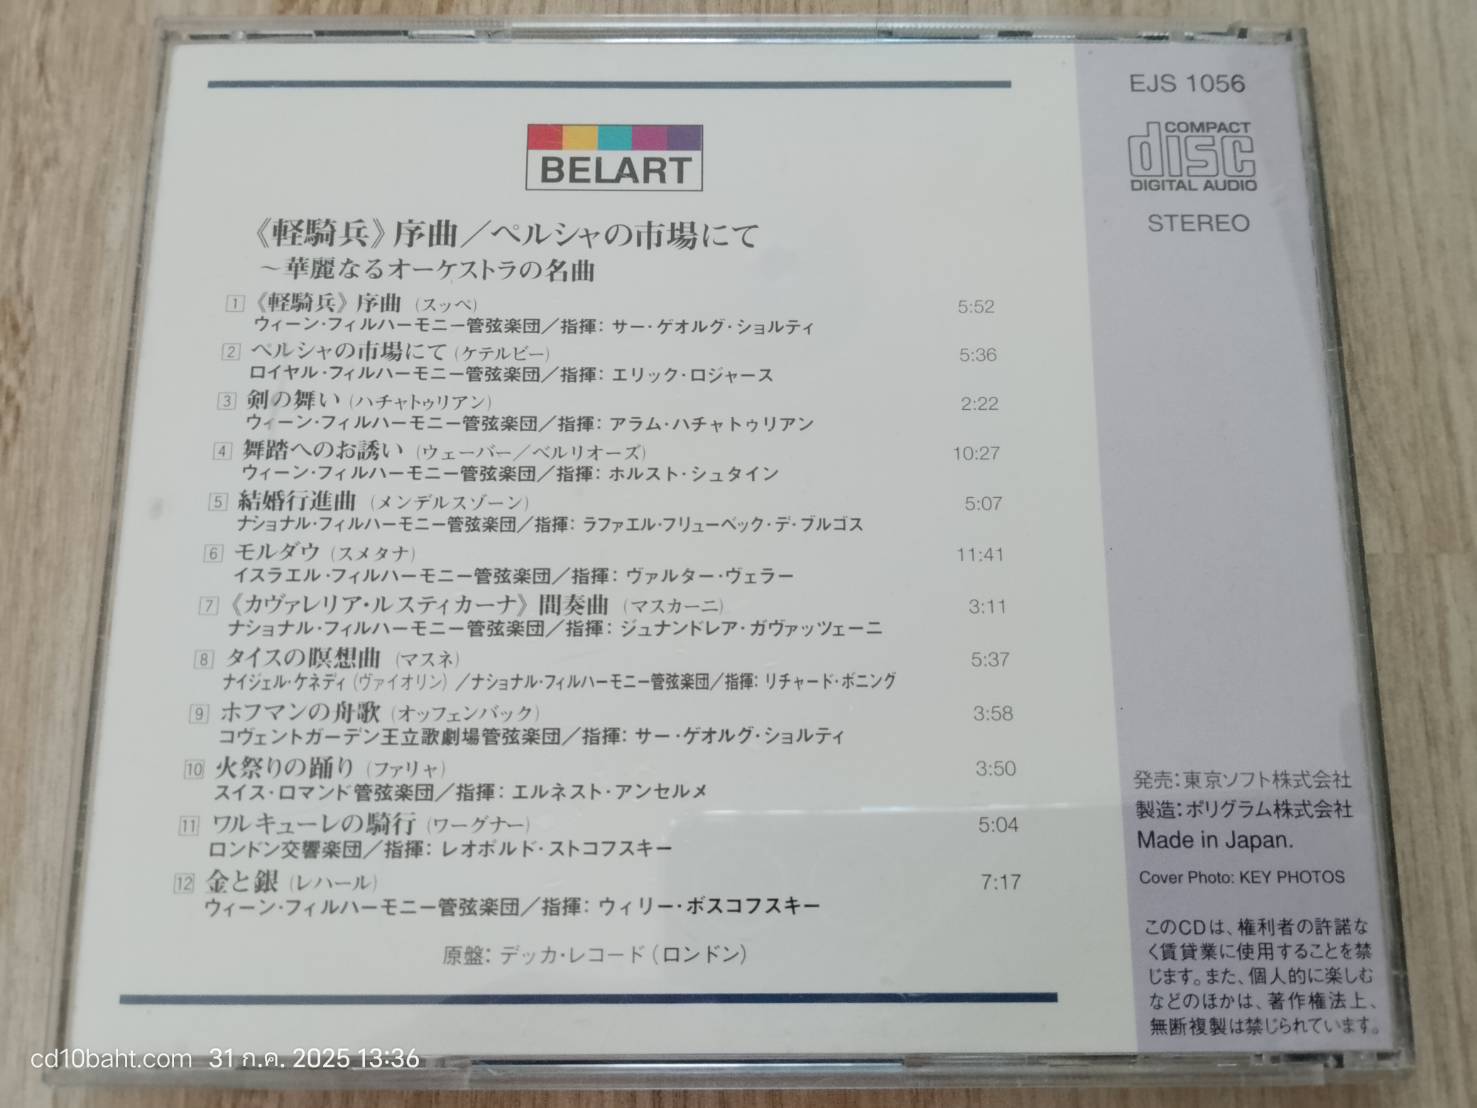 EJS 1056
COMPACT
disc
DIGITAL AUDIO
STEREO
BELART
《軽騎兵》序曲／ペルシャの市場にて
～華麗なるオーケストラの名曲
1 《軽騎兵》序曲 (スッペ) 5:52
ウィーン・フィルハーモニー管弦楽団／指揮: サー・ゲオルグ・ショルティ
2 ペルシャの市場にて (ケテルビー) 5:36
ロイヤル・フィルハーモニー管弦楽団／指揮: エリック・ロジャース
3 剣の舞い (ハチャトゥリアン) 2:22
ウィーン・フィルハーモニー管弦楽団／指揮: アラム・ハチャトゥリアン
4 舞踏へのお誘い (ウェーバー／ベルリオーズ) 10:27
ウィーン・フィルハーモニー管弦楽団／指揮: ホルスト・シュタイン
5 結婚行進曲 (メンデルスゾーン) 5:07
ナショナル・フィルハーモニー管弦楽団／指揮: ラファエル・フリューベック・デ・ブルゴス
6 モルダウ (スメタナ) 11:41
イスラエル・フィルハーモニー管弦楽団／指揮: ヴァルター・ヴェラー
7 《カヴァレリア・ルスティカーナ》間奏曲 (マスカーニ) 3:11
ナショナル・フィルハーモニー管弦楽団／指揮: ジュナンドレア・ガヴァッツェーニ
8 タイスの瞑想曲 (マスネ) 5:37
ナイジェル・ケネディ (ヴァイオリン) ／ナショナル・フィルハーモニー管弦楽団／指揮: リチャード・ボニング
9 ホフマンの舟歌 (オッフェンバック) 3:58
コヴェントガーデン王立歌劇場管弦楽団／指揮: サー・ゲオルグ・ショルティ
10 火祭りの踊り (ファリャ) 3:50
スイス・ロマンド管弦楽団／指揮: エルネスト・アンセルメ
11 ワルキューレの騎行 (ワーグナー) 5:04
ロンドン交響楽団／指揮: レオポルド・ストコフスキー
12 金と銀 (レハール) 7:17
ウィーン・フィルハーモニー管弦楽団／指揮: ウィリー・ボスコフスキー
原盤: デッカ・レコード (ロンドン)
発売: 東京ソフト株式会社
製造: ポリグラム株式会社
Made in Japan.
Cover Photo: KEY PHOTOS
このCDは、権利者の許諾な
く賃貸業に使用することを禁
じます。また、個人的に楽しむ
などのほかは、著作権法上、
無断複製は禁じられています。
cd10baht.com 31 ก.ค. 2025 13:36